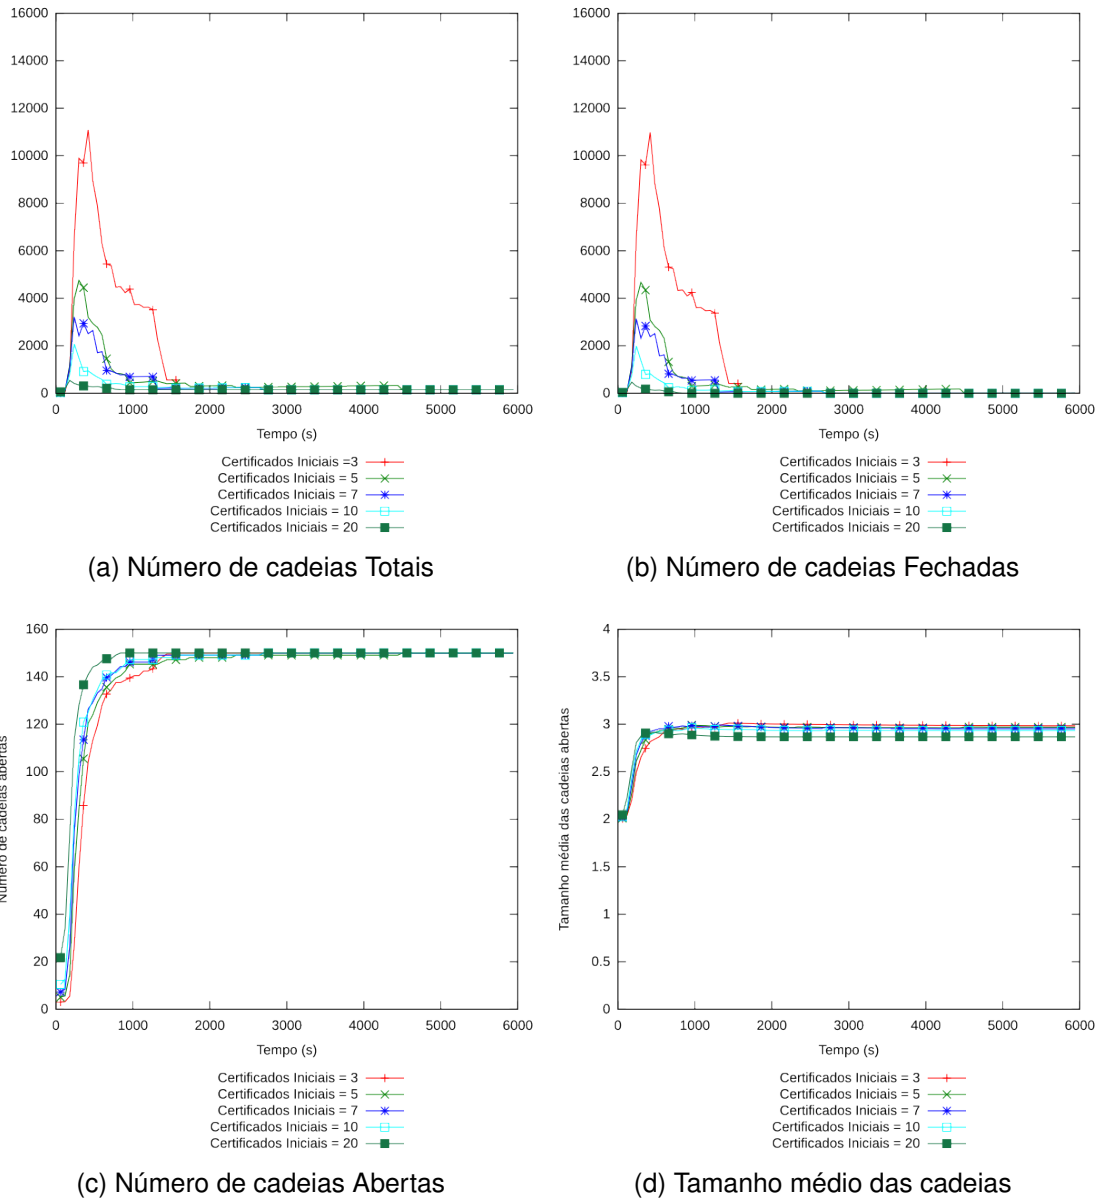 16000
14000
12000
10000
8000
6000
4000
2000
0
0 1000 2000 3000 4000 5000 6000
Tempo (s)
Certificados Iniciais =3
Certificados Iniciais = 5
Certificados Iniciais = 7
Certificados Iniciais = 10
Certificados Iniciais = 20
(a) Número de cadeias Totais
16000
14000
12000
10000
8000
6000
4000
2000
0
0 1000 2000 3000 4000 5000 6000
Tempo (s)
Certificados Iniciais = 3
Certificados Iniciais = 5
Certificados Iniciais = 7
Certificados Iniciais = 10
Certificados Iniciais = 20
(b) Número de cadeias Fechadas
Número de cadeias abertas
160
140
120
100
80
60
40
20
0
0 1000 2000 3000 4000 5000 6000
Tempo (s)
Certificados Iniciais = 3
Certificados Iniciais = 5
Certificados Iniciais = 7
Certificados Iniciais = 10
Certificados Iniciais = 20
(c) Número de cadeias Abertas
Tamanho média das cadeias abertas
4
3.5
3
2.5
2
1.5
1
0.5
0
0 1000 2000 3000 4000 5000 6000
Tempo (s)
Certificados Iniciais = 3
Certificados Iniciais = 5
Certificados Iniciais = 7
Certificados Iniciais = 10
Certificados Iniciais = 20
(d) Tamanho médio das cadeias